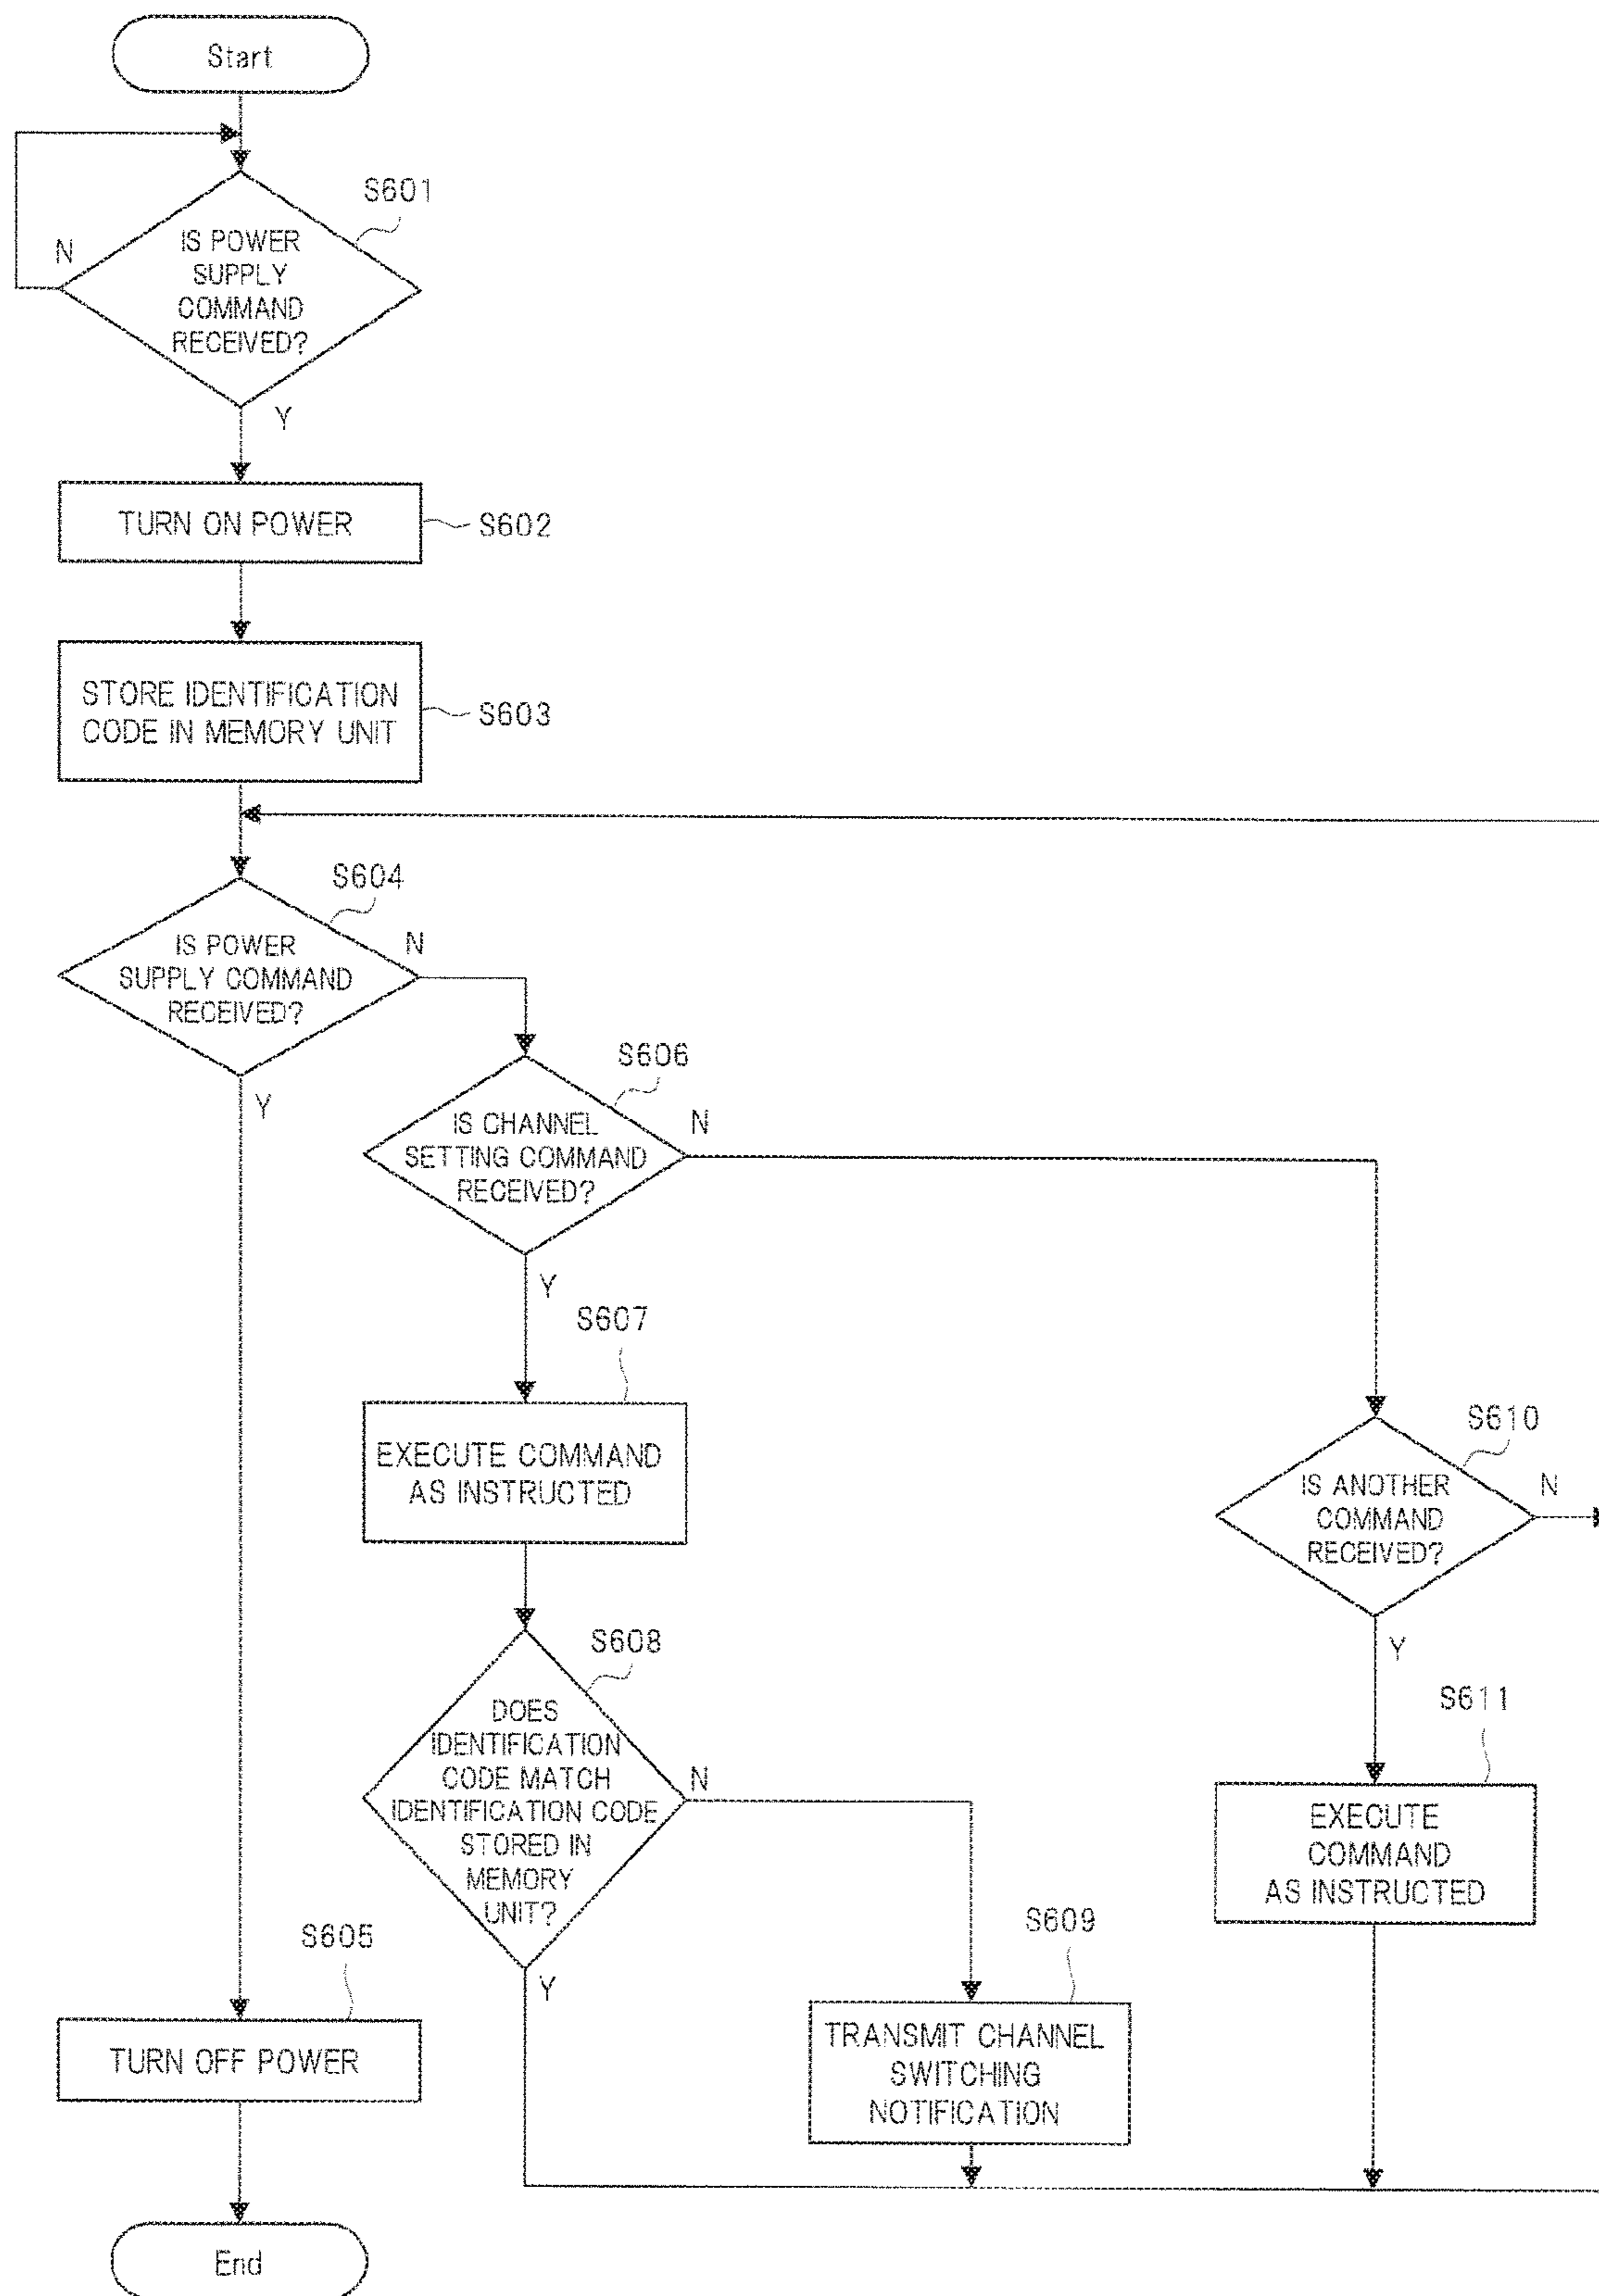 Start
S601
N
IS POWER
SUPPLY
COMMAND
RECEIVED?
Y
TURN ON POWER
S602
STORE IDENTIFICATION
CODE IN MEMORY UNIT
S603
S604
N
IS POWER
SUPPLY COMMAND
RECEIVED?
Y
S606
N
IS CHANNEL
SETTING COMMAND
RECEIVED?
Y
S607
EXECUTE COMMAND
AS INSTRUCTED
S610
N
IS ANOTHER
COMMAND
RECEIVED?
Y
S608
DOES
IDENTIFICATION
CODE MATCH
IDENTIFICATION CODE
STORED IN
MEMORY
UNIT?
N
Y
S611
EXECUTE
COMMAND
AS INSTRUCTED
S609
TRANSMIT CHANNEL
SWITCHING
NOTIFICATION
S605
TURN OFF POWER
End